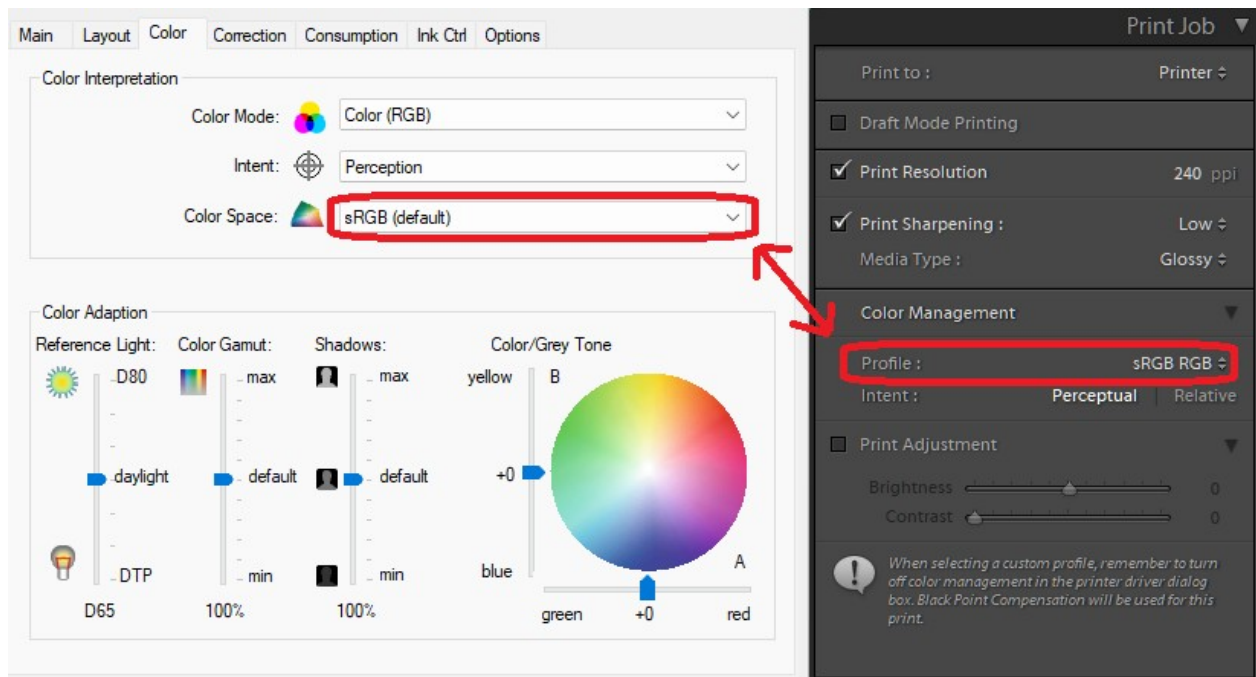 Main Layout Color Correction Consumption Ink Ctrl Options
Color Interpretation
Color Mode: Color (RGB)
Intent: Perception
Color Space: sRGB (default)
Color Adaption
Reference Light: Color Gamut: Shadows: Color/Grey Tone
D80 max max yellow B
daylight default default +0
DTP min min blue A
D65 100% 100% green +0 red
Print Job
Print to : Printer
Draft Mode Printing
Print Resolution 240 ppi
Print Sharpening : Low
Media Type : Glossy
Color Management
Profile : sRGB RGB
Intent : Perceptual Relative
Print Adjustment
Brightness 0
Contrast 0
When selecting a custom profile, remember to turn
off color management in the printer driver dialog
box. Black Point Compensation will be used for this
print.